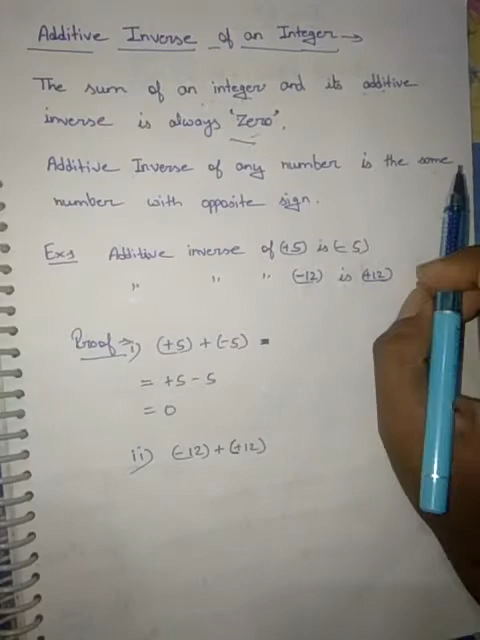 Additive Inverse of an Integer →
The sum of an integer and its additive
inverse is always 'Zero'.
Additive Inverse of any number is the same
number with opposite sign.
Exs Additive inverse of (+5) is (-5)
" " " (-12) is (+12)
Proof → i) (+5) + (-5) =
= +5 - 5
= 0
ii) (-12) + (+12)